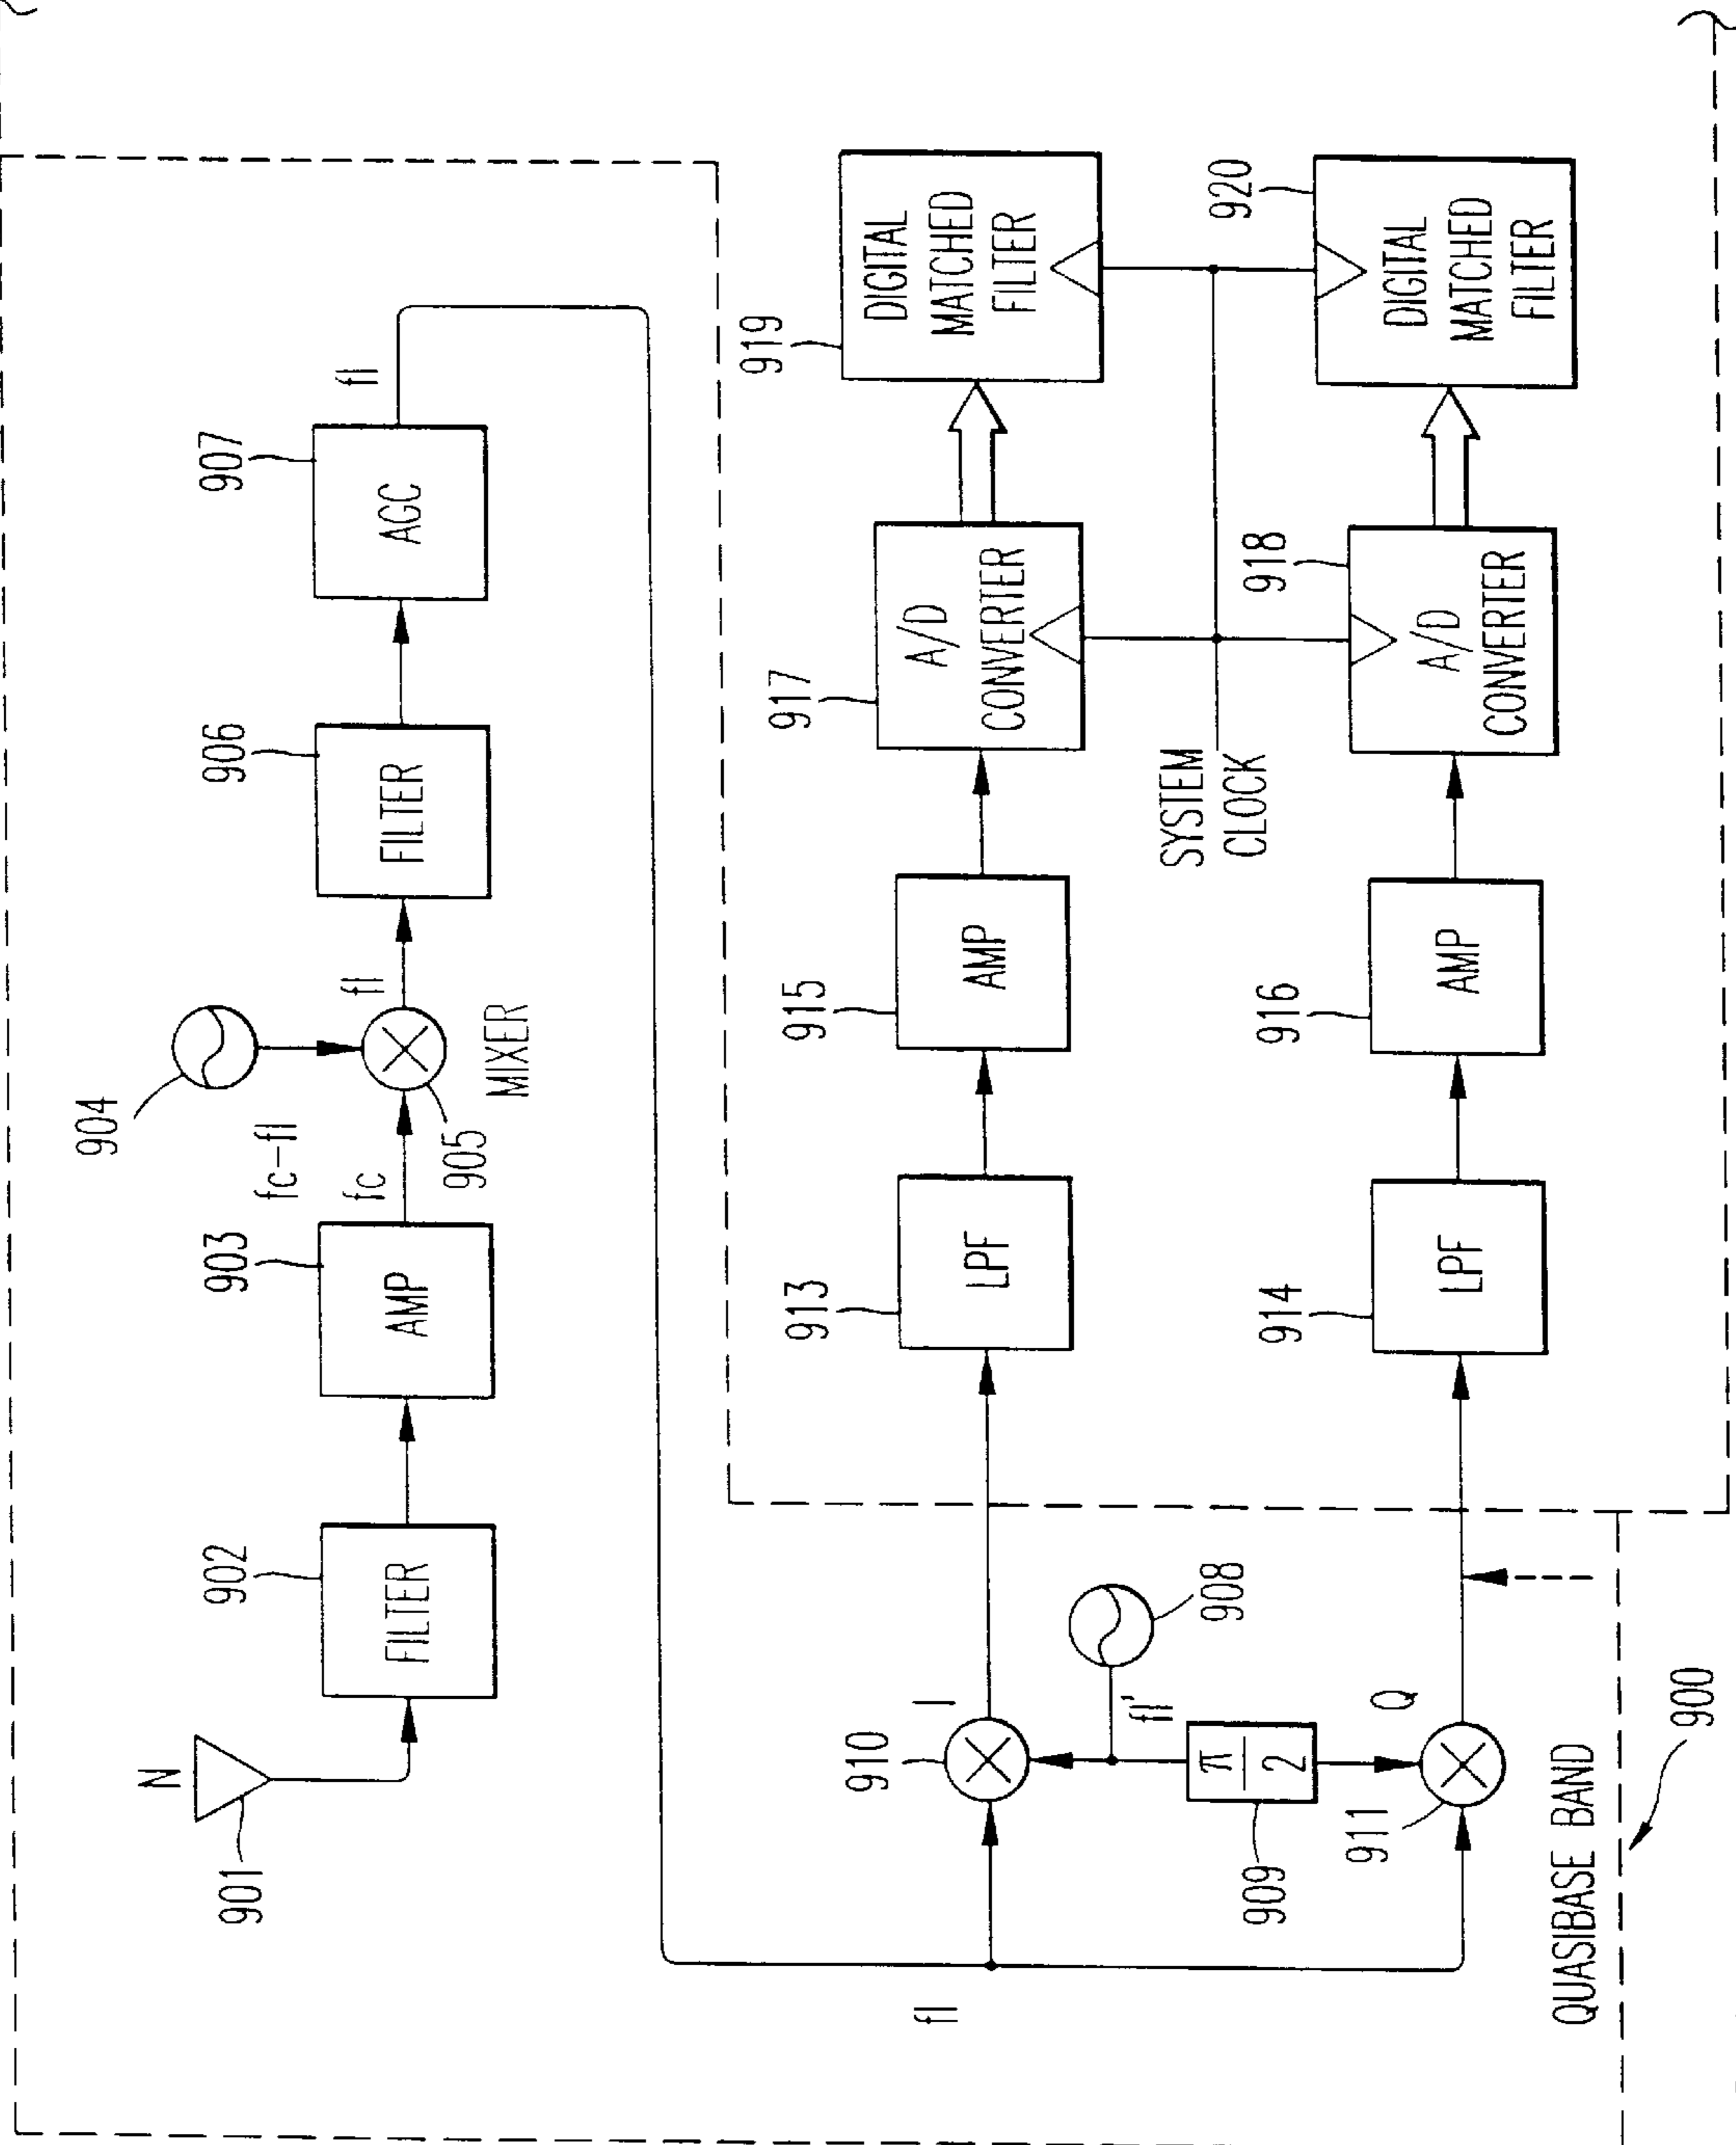 N
901
902
FILTER
903
AMP
fc-fI
fc
904
905
MIXER
fI
906
FILTER
907
AGC
fI
fI
910
I
908
fI'
909
π
2
911
Q
QUASIBASE BAND
900
913
LPF
915
AMP
917
A/D
CONVERTER
919
DIGITAL
MATCHED
FILTER
SYSTEM
CLOCK
914
LPF
916
AMP
918
A/D
CONVERTER
920
DIGITAL
MATCHED
FILTER